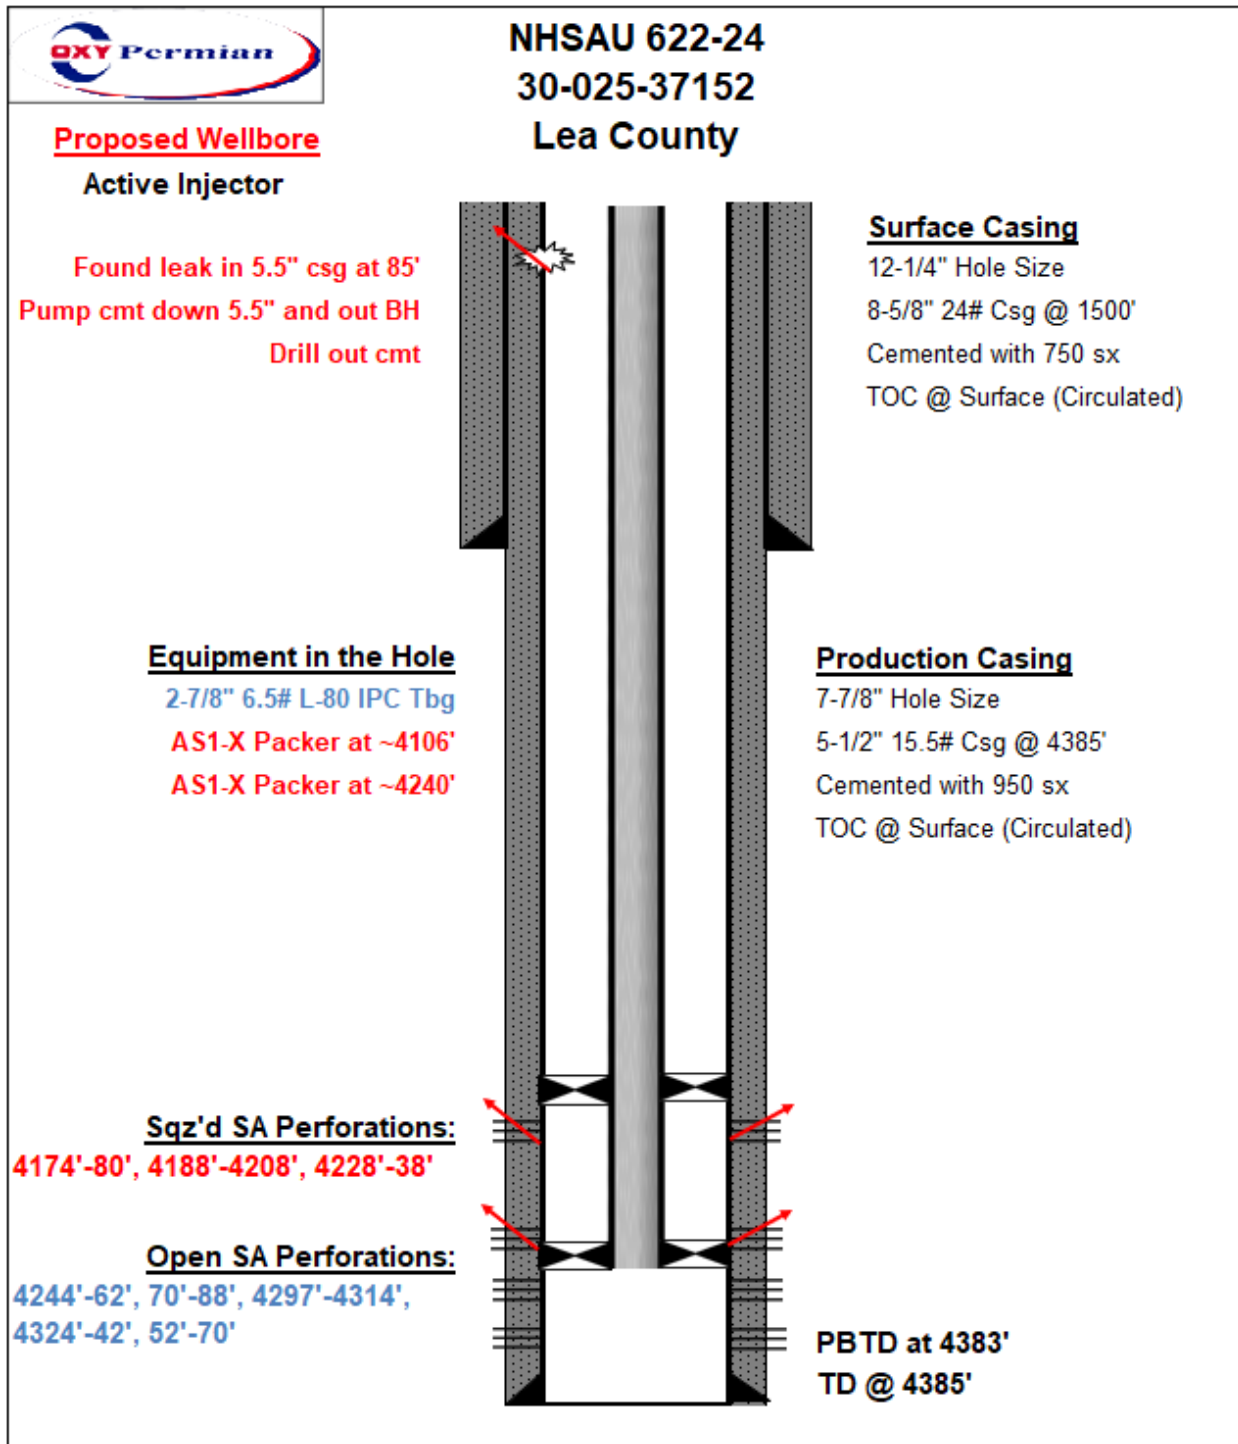 OXY Permian
NHSAU 622-24
30-025-37152
Lea County
Proposed Wellbore
Active Injector
Found leak in 5.5" csg at 85'
Pump cmt down 5.5" and out BH
Drill out cmt
Surface Casing
12-1/4" Hole Size
8-5/8" 24# Csg @ 1500'
Cemented with 750 sx
TOC @ Surface (Circulated)
Equipment in the Hole
2-7/8" 6.5# L-80 IPC Tbg
AS1-X Packer at ~4106'
AS1-X Packer at ~4240'
Production Casing
7-7/8" Hole Size
5-1/2" 15.5# Csg @ 4385'
Cemented with 950 sx
TOC @ Surface (Circulated)
Sqz'd SA Perforations:
4174'-80', 4188'-4208', 4228'-38'
Open SA Perforations:
4244'-62', 70'-88', 4297'-4314',
4324'-42', 52'-70'
PBTD at 4383'
TD @ 4385'